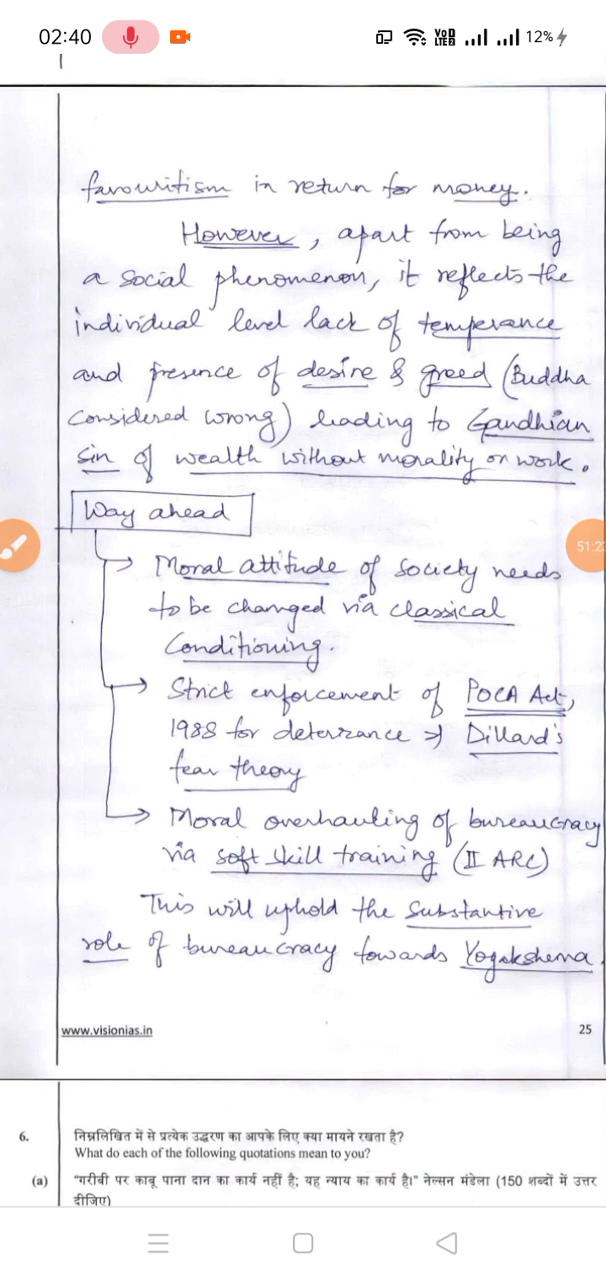 02:40
VoD LTE2 12%
favouritism in return for money.
However, apart from being
a social phenomenon, it reflects the
individual level lack of temperance
and presence of desire & greed (Buddha
considered wrong) leading to Gandhian
sin of wealth without morality or work.
Way ahead
51:23
→ Moral attitude of society needs
to be changed via classical
Conditioning.
→ Strict enforcement of POCA Act,
1988 for deterrance ⇒ Dillard's
fear theory
→ Moral overhauling of bureaucracy
via soft skill training (II ARC)
This will uphold the Substantive
role of bureaucracy towards Yogakshema.
www.visionias.in 25
6. निम्नलिखित में से प्रत्येक उद्धरण का आपके लिए क्या मायने रखता है?
What do each of the following quotations mean to you?
(a) "गरीबी पर काबू पाना दान का कार्य नहीं है; यह न्याय का कार्य है।" नेल्सन मंडेला (150 शब्दों में उत्तर
दीजिए)